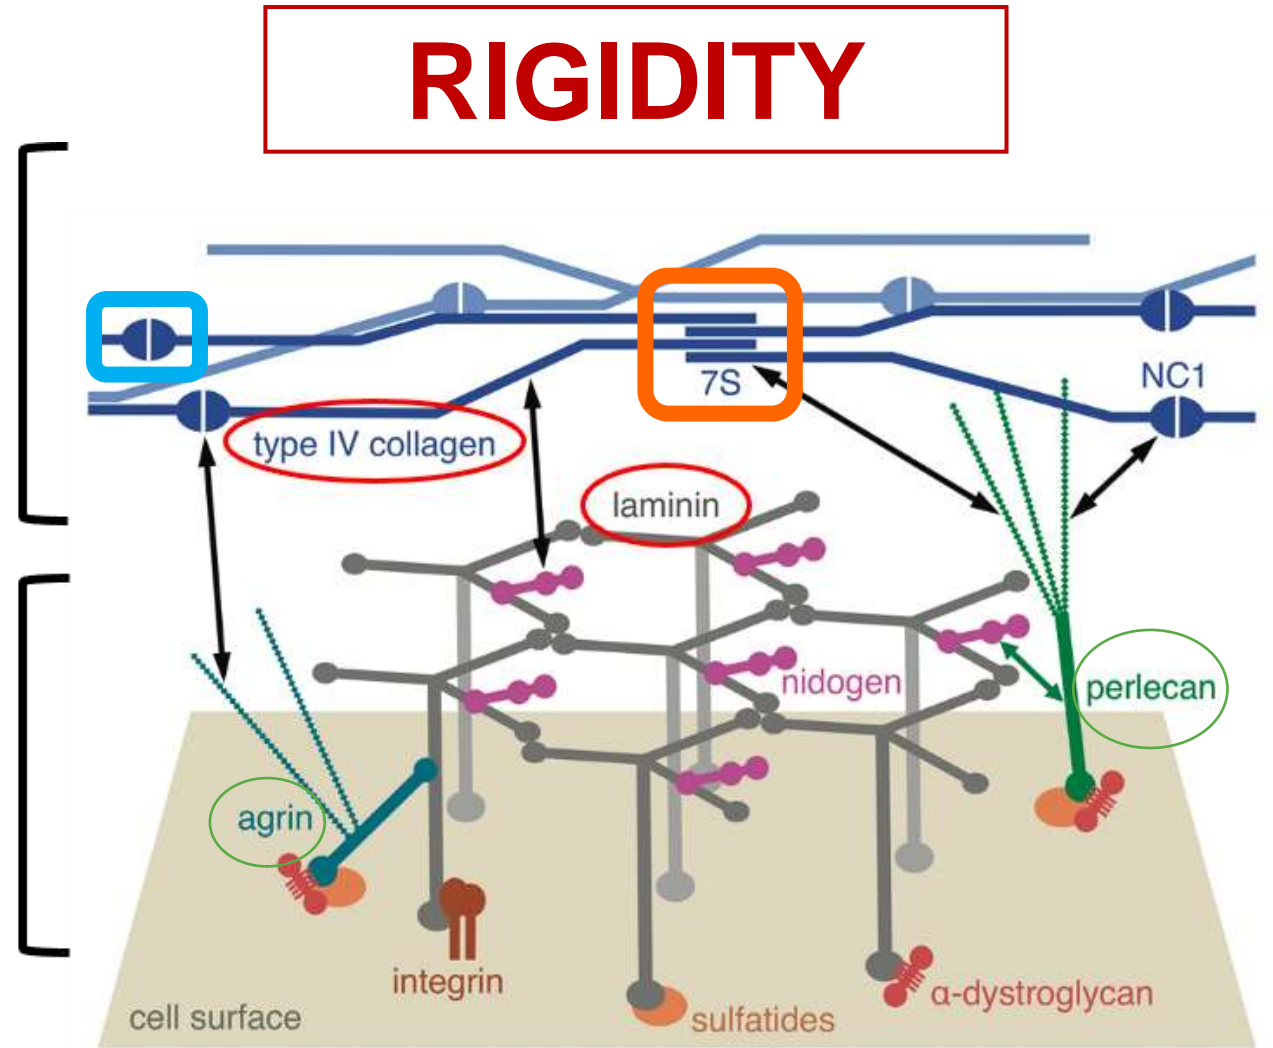 RIGIDITY
7S
NC1
type IV collagen
laminin
nidogen
perlecan
agrin
integrin
α-dystroglycan
cell surface
sulfatides